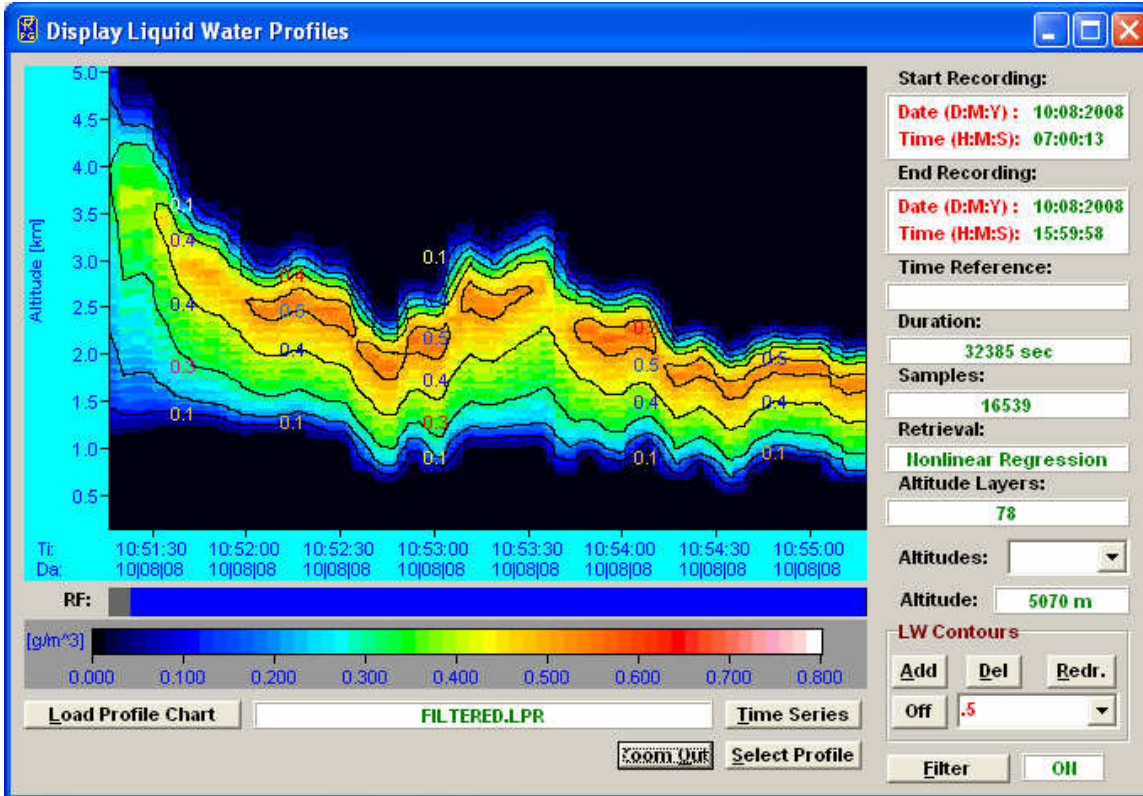 Display Liquid Water Profiles
5.0
4.5
4.0
3.5
3.0
2.5
2.0
1.5
1.0
0.5
Altitude [km]
0.1
0.4
0.4
0.3
0.1
0.4
0.5
0.4
0.1
0.1
0.5
0.4
0.3
0.1
0.5
0.4
0.1
0.5
0.4
0.1
Ti: 10:51:30 10:52:00 10:52:30 10:53:00 10:53:30 10:54:00 10:54:30 10:55:00
Da: 10|08|08 10|08|08 10|08|08 10|08|08 10|08|08 10|08|08 10|08|08 10|08|08
RF:
[g/m^3]
0.000 0.100 0.200 0.300 0.400 0.500 0.600 0.700 0.800
Load Profile Chart FILTERED.LPR Time Series
Zoom Out Select Profile
Start Recording:
Date (D:M:Y) : 10:08:2008
Time (H:M:S): 07:00:13
End Recording:
Date (D:M:Y) : 10:08:2008
Time (H:M:S): 15:59:58
Time Reference:
Duration:
32385 sec
Samples:
16539
Retrieval:
Nonlinear Regression
Altitude Layers:
78
Altitudes:
Altitude: 5070 m
LW Contours
Add Del Redr.
Off .5
Filter ON